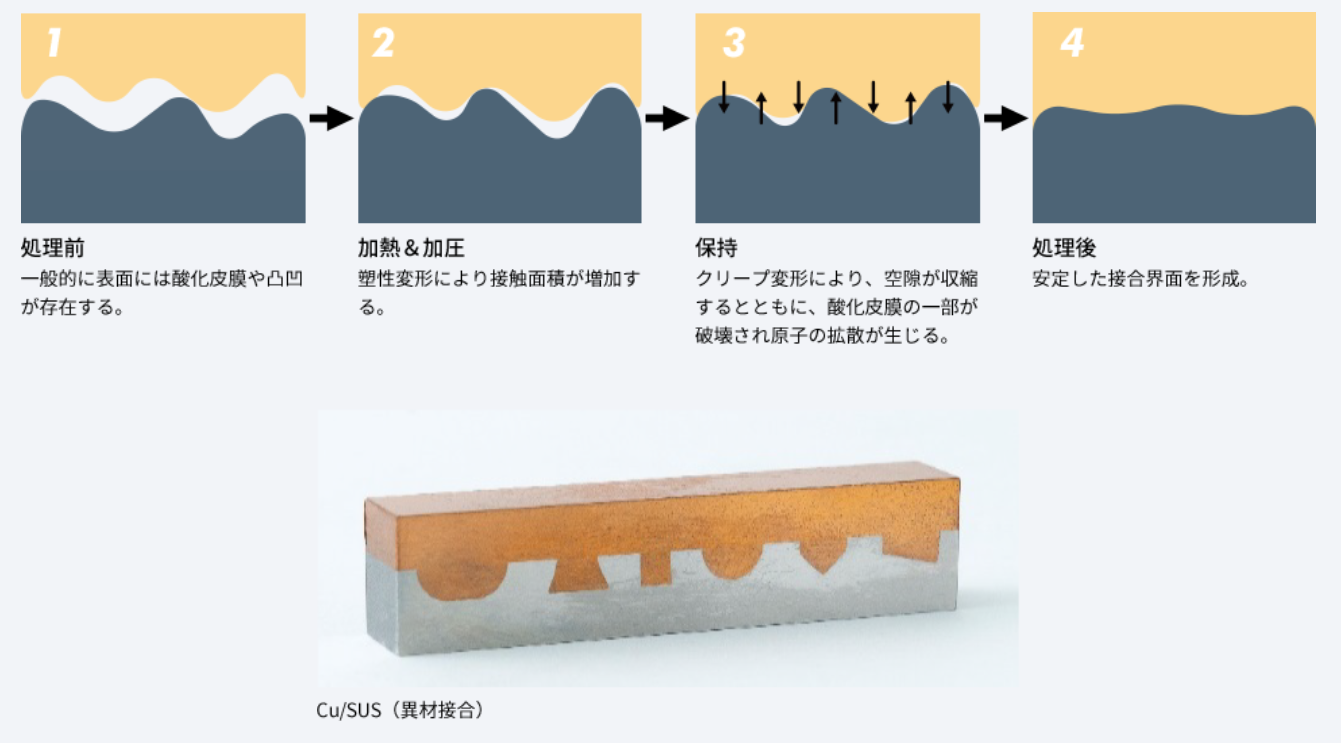 1
2
3
4
処理前
一般的に表面には酸化皮膜や凸凹
が存在する。
加熱＆加圧
塑性変形により接触面積が増加す
る。
保持
クリープ変形により、空隙が収縮
するとともに、酸化皮膜の一部が
破壊され原子の拡散が生じる。
処理後
安定した接合界面を形成。
Cu/SUS（異材接合）